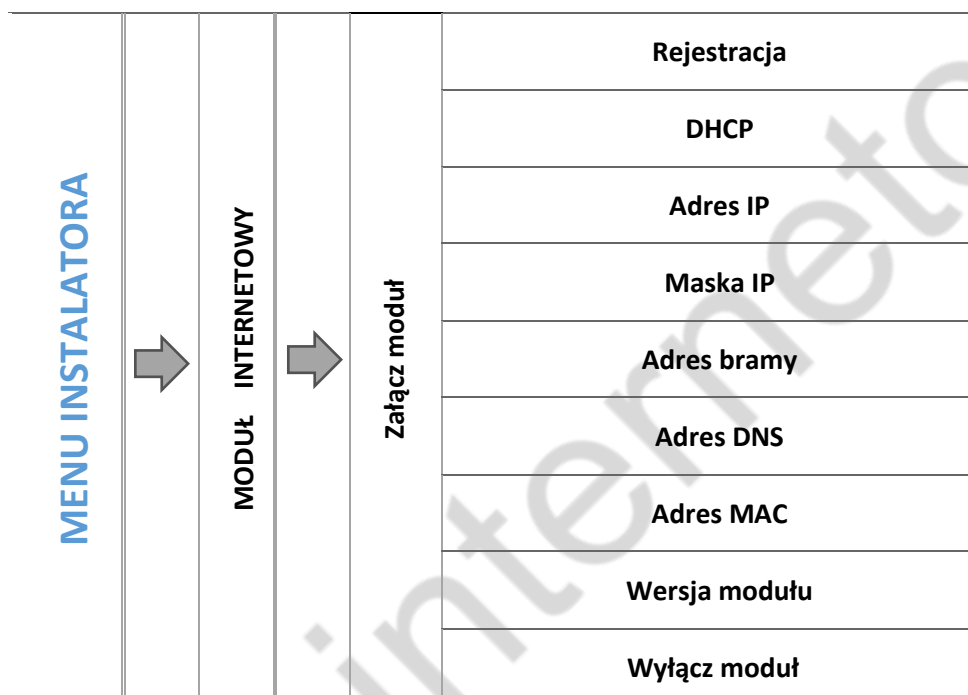 MENU INSTALATORA
MODUŁ INTERNETOWY
Załącz moduł
Rejestracja
DHCP
Adres IP
Maska IP
Adres bramy
Adres DNS
Adres MAC
Wersja modułu
Wyłącz moduł
interneto